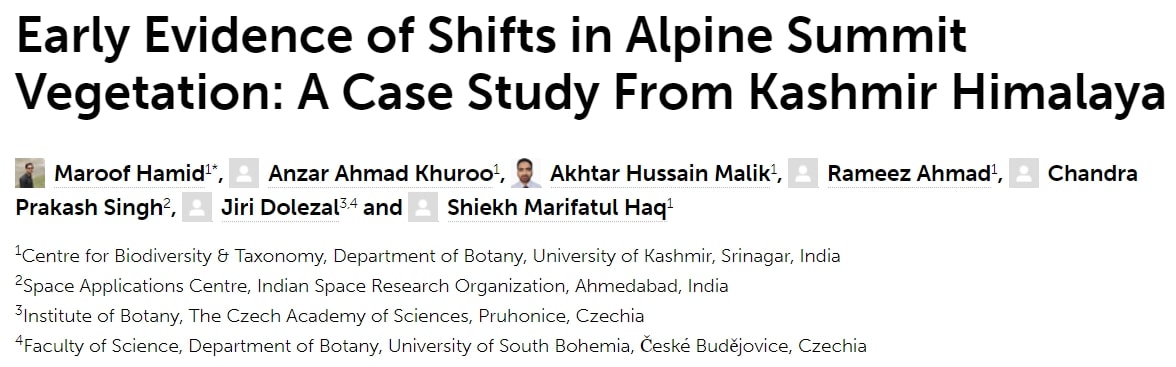 Early Evidence of Shifts in Alpine Summit
Vegetation: A Case Study From Kashmir Himalaya
Maroof Hamid1*, Anzar Ahmad Khuroo1, Akhtar Hussain Malik1, Rameez Ahmad1, Chandra
Prakash Singh2, Jiri Dolezal3,4 and Shiekh Marifatul Haq1
1Centre for Biodiversity & Taxonomy, Department of Botany, University of Kashmir, Srinagar, India
2Space Applications Centre, Indian Space Research Organization, Ahmedabad, India
3Institute of Botany, The Czech Academy of Sciences, Pruhonice, Czechia
4Faculty of Science, Department of Botany, University of South Bohemia, České Budějovice, Czechia